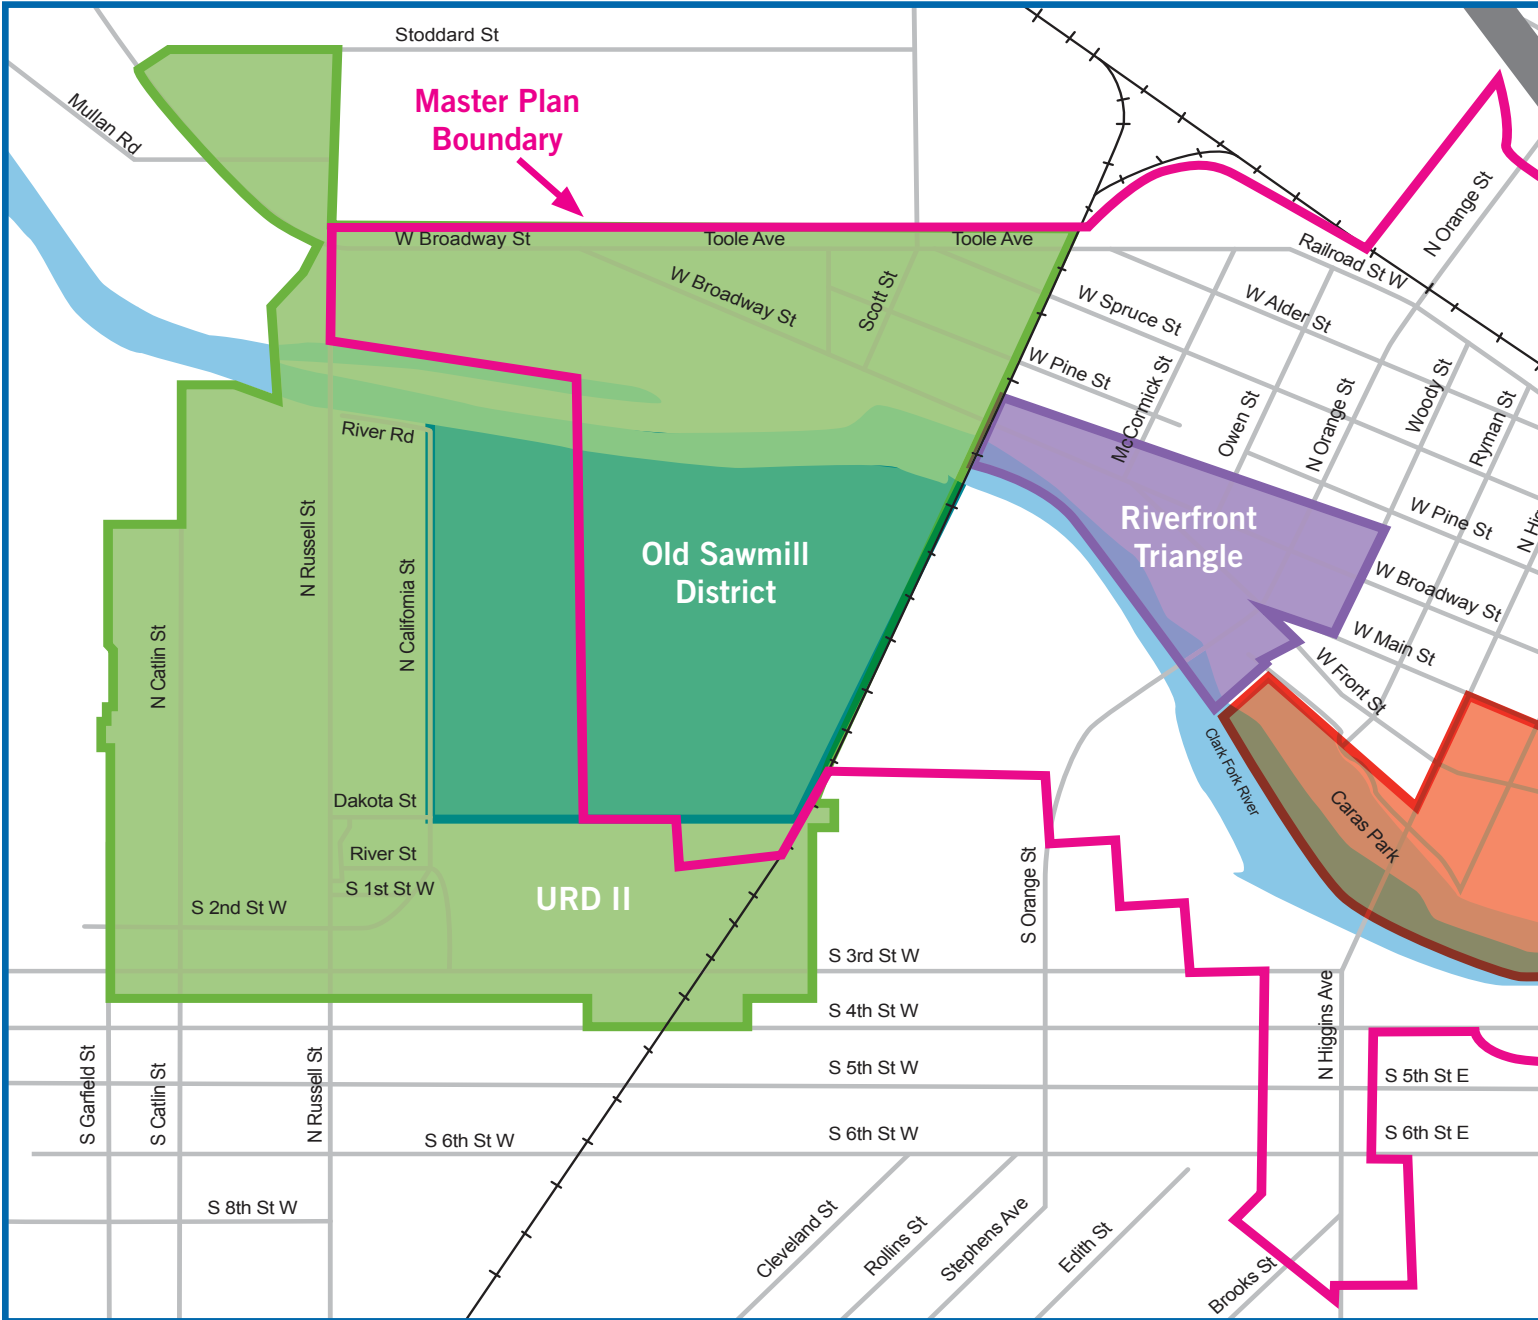 Stoddard St
Mullan Rd
Master Plan
Boundary
N Orange St
W Broadway St
Toole Ave
Toole Ave
Railroad St W
W Broadway St
Scott St
W Spruce St
W Alder St
W Pine St
McCormick St
Owen St
N Orange St
Woody St
Ryman St
River Rd
N Russell St
N California St
N Catlin St
Old Sawmill
District
Riverfront
Triangle
W Pine St
N Hig
W Broadway St
W Main St
W Front St
Clark Fork River
Caras Park
Dakota St
River St
S 1st St W
S 2nd St W
URD II
S Orange St
S 3rd St W
S 4th St W
N Higgins Ave
S Garfield St
S Catlin St
N Russell St
S 5th St W
S 5th St E
S 6th St W
S 6th St W
S 6th St E
S 8th St W
Cleveland St
Rollins St
Stephens Ave
Edith St
Brooks St